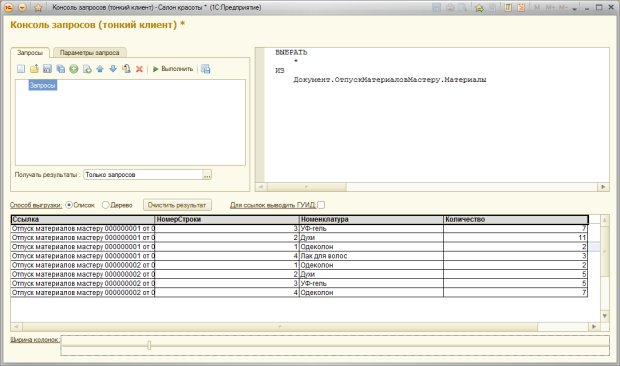 Консоль запросов (тонкий клиент) -Салон красоты * (1С:Предприятие)
M M+ M-
Консоль запросов (тонкий клиент) *
Запросы Параметры запроса
Выполнить
Запросы
Получать результаты: Только запросов ...
ВЫБРАТЬ
*
ИЗ
Документ.ОтпускМатериаловМастеру.Материалы
Способ выгрузки: Список Дерево Очистить результат Для ссылок выводить ГУИД:
Ссылка НомерСтроки Номенклатура Количество
Отпуск материалов мастеру 000000001 от 0 3 УФ-гель 7
Отпуск материалов мастеру 000000001 от 0 2 Духи 11
Отпуск материалов мастеру 000000001 от 0 1 Одеколон 2
Отпуск материалов мастеру 000000001 от 0 4 Лак для волос 3
Отпуск материалов мастеру 000000002 от 0 1 Одеколон 2
Отпуск материалов мастеру 000000002 от 0 2 Духи 5
Отпуск материалов мастеру 000000002 от 0 3 УФ-гель 5
Отпуск материалов мастеру 000000002 от 0 4 Одеколон 7
Ширина колонок: